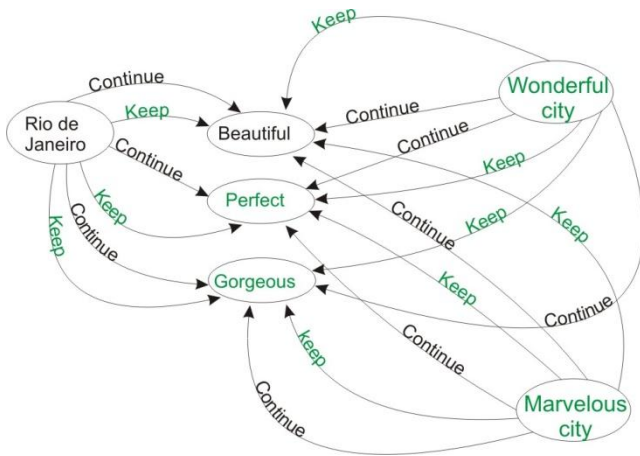 Keep
Continue
Wonderful
city
Keep
Rio de
Janeiro
Beautiful
Continue
Continue
Continue
Keep
Perfect
Keep
Keep
Continue
Keep
Continue
Keep
Gorgeous
Keep
Keep
Continue
Continue
keep
Marvelous
city
Continue